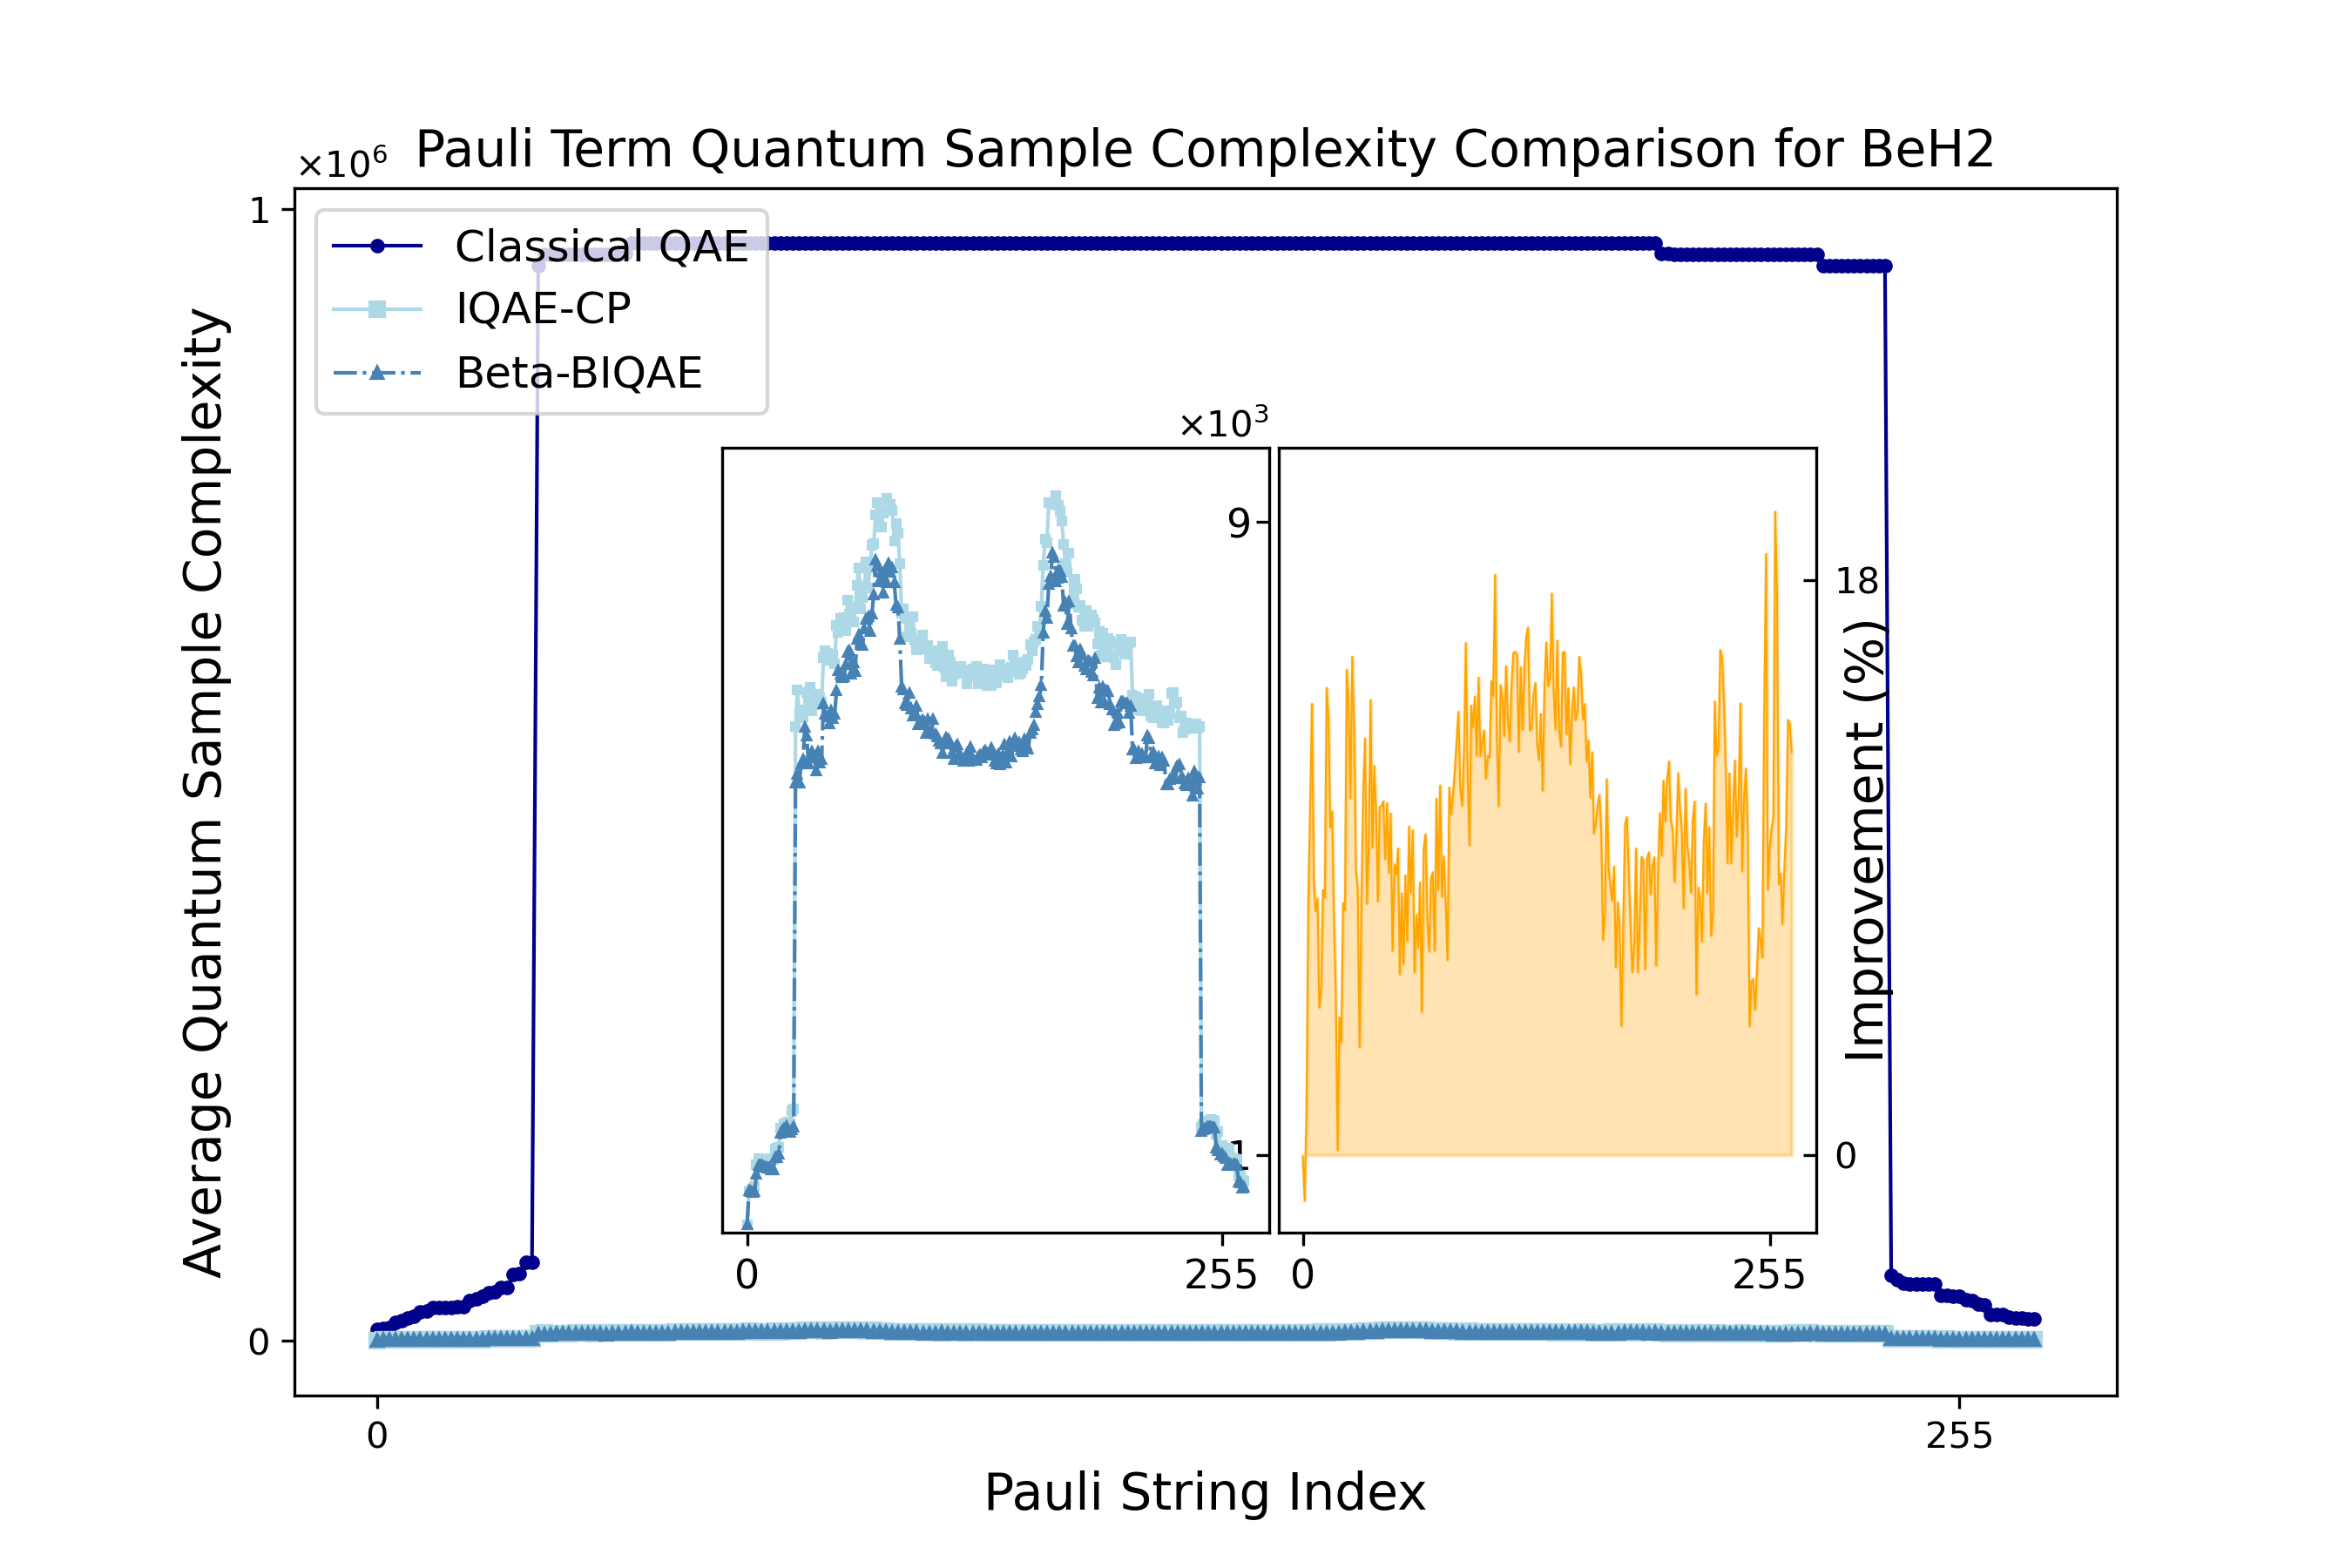 Pauli Term Quantum Sample Complexity Comparison for BeH2
×10⁶
1
Classical QAE
IQAE-CP
Beta-BIQAE
Average Quantum Sample Complexity
×10³
9
1
18
0
Improvement (%)
0
255
0
255
0
0
255
Pauli String Index